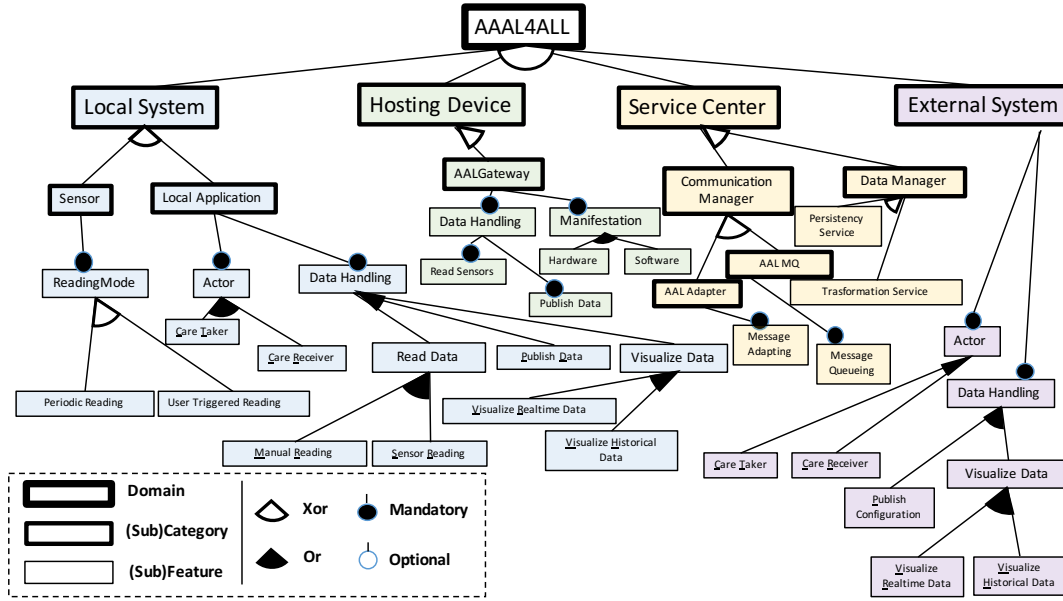 AAAL4ALL
Local System
Hosting Device
Service Center
External System
Sensor
Local Application
AALGateway
Communication
Manager
Data Manager
Data Handling
Manifestation
Persistency
Service
Hardware
Software
Read Sensors
Publish Data
AAL MQ
AAL Adapter
Trasformation Service
ReadingMode
Actor
Data Handling
Care Taker
Care Receiver
Read Data
Publish Data
Visualize Data
Message
Adapting
Message
Queueing
Actor
Data Handling
Periodic Reading
User Triggered Reading
Visualize Realtime Data
Manual Reading
Sensor Reading
Visualize Historical
Data
Care Taker
Care Receiver
Publish
Configuration
Visualize Data
Visualize
Realtime Data
Visualize
Historical Data
Domain
(Sub)Category
(Sub)Feature
Xor
Or
Mandatory
Optional